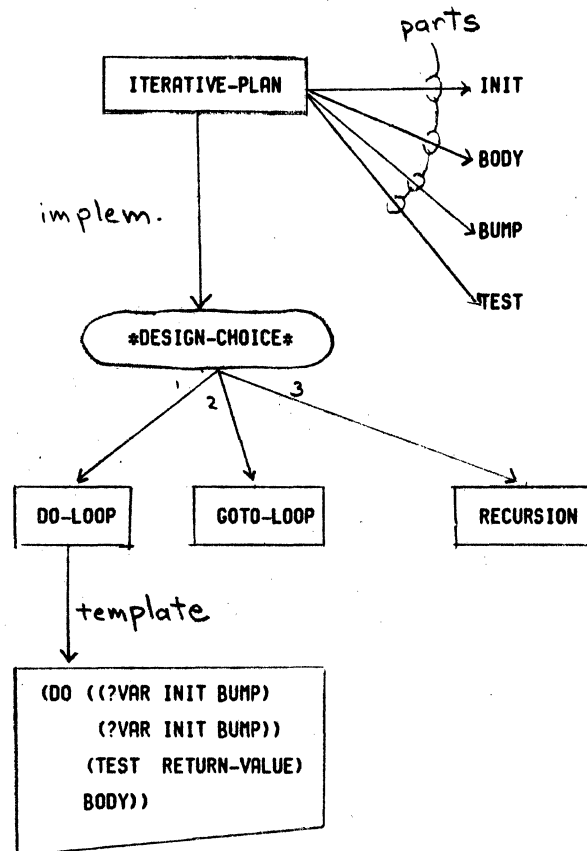 parts
ITERATIVE-PLAN
INIT
BODY
BUMP
TEST
implem.
*DESIGN-CHOICE*
1
2
3
DO-LOOP
GOTO-LOOP
RECURSION
template
(DO ((?VAR INIT BUMP)
(?VAR INIT BUMP))
(TEST RETURN-VALUE)
BODY))